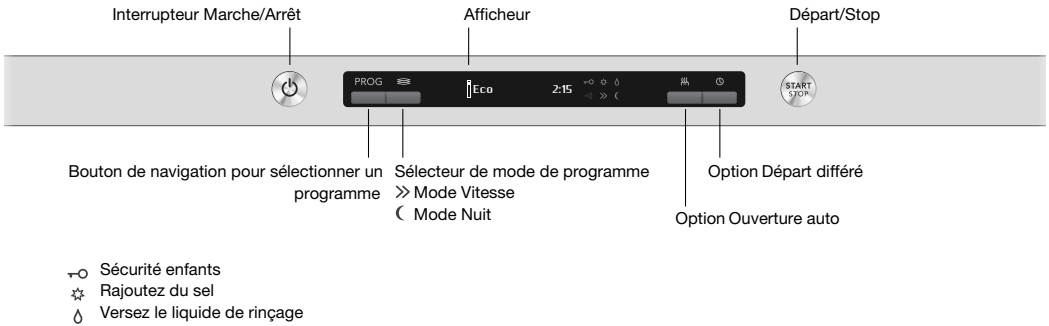 Interrupteur Marche/Arrêt
Afficheur
Départ/Stop
PROG
Eco
2:15
START
STOP
Bouton de navigation pour sélectionner un
programme
Sélecteur de mode de programme
Mode Vitesse
Mode Nuit
Option Départ différé
Option Ouverture auto
Sécurité enfants
Rajoutez du sel
Versez le liquide de rinçage